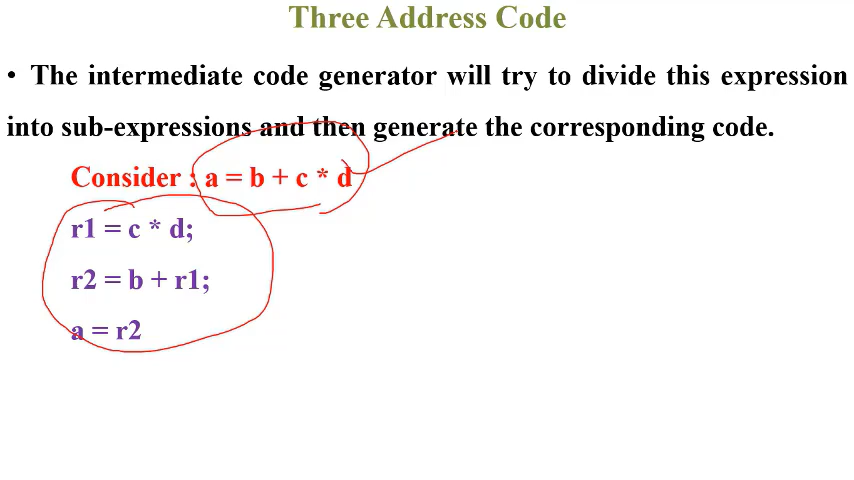 Three Address Code
• The intermediate code generator will try to divide this expression
into sub-expressions and then generate the corresponding code.
Consider : a = b + c * d
r1 = c * d;
r2 = b + r1;
a = r2